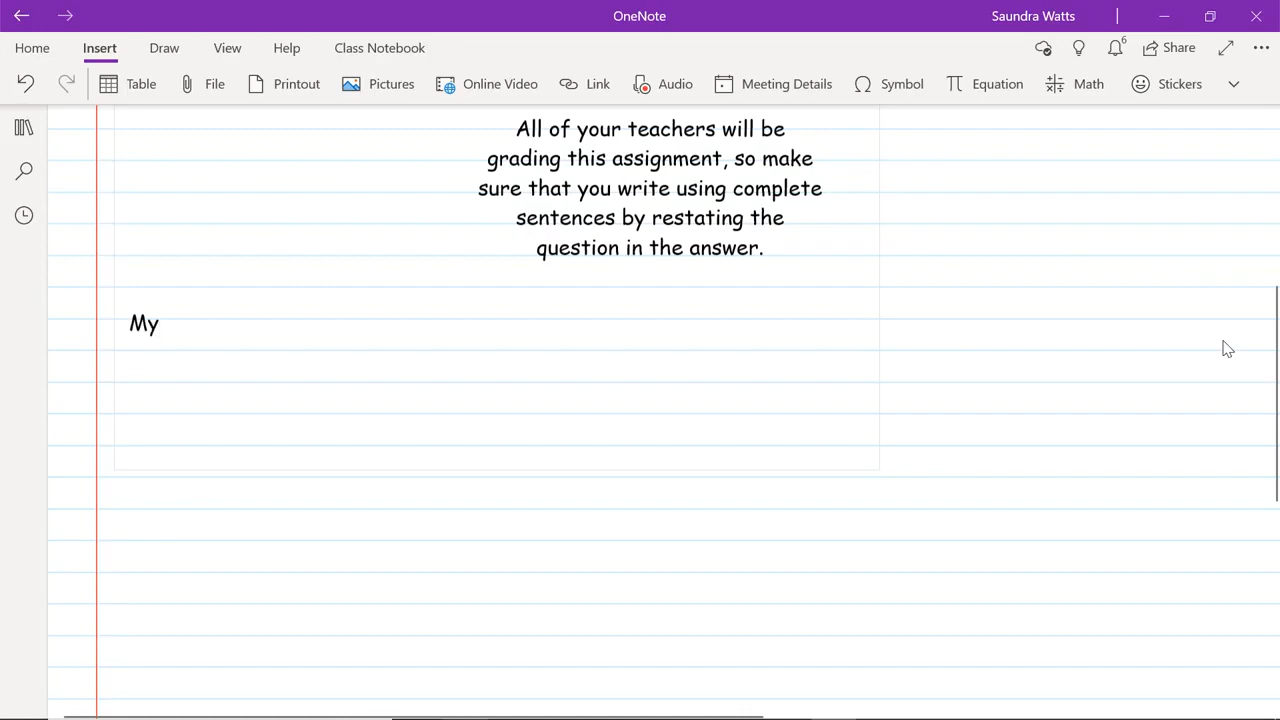 OneNote
Saundra Watts
Home Insert Draw View Help Class Notebook
6 Share
Table File Printout Pictures Online Video Link Audio Meeting Details Symbol Equation Math Stickers
All of your teachers will be
grading this assignment, so make
sure that you write using complete
sentences by restating the
question in the answer.
My